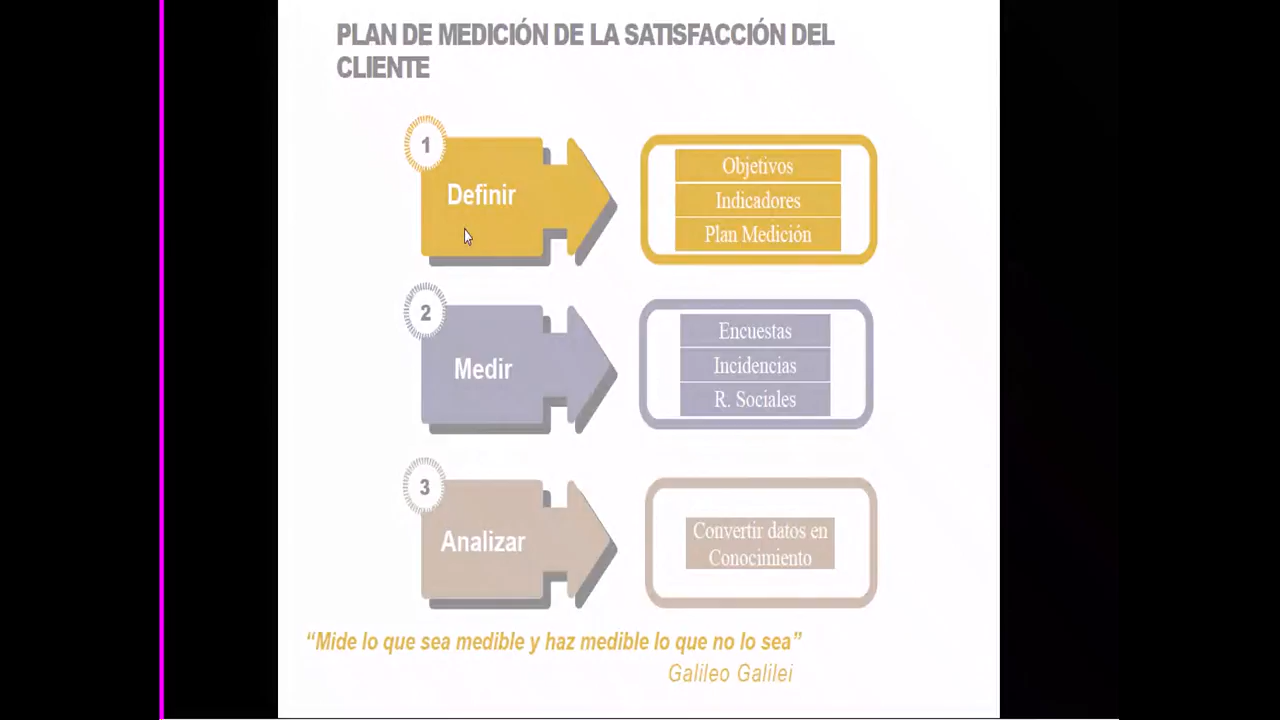 PLAN DE MEDICIÓN DE LA SATISFACCIÓN DEL
CLIENTE
1
Definir
Objetivos
Indicadores
Plan Medición
2
Medir
Encuestas
Incidencias
R. Sociales
3
Analizar
Convertir datos en
Conocimiento
“Mide lo que sea medible y haz medible lo que no lo sea”
Galileo Galilei